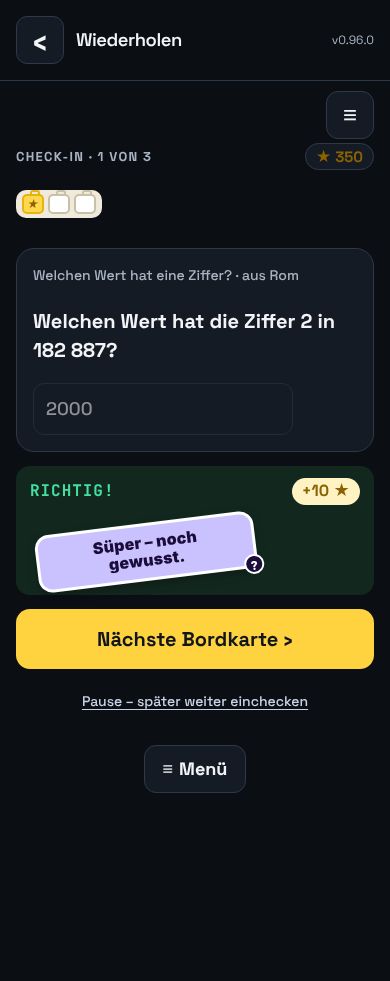 <
Wiederholen
v0.96.0
≡
CHECK-IN · 1 VON 3
★ 350
Welchen Wert hat eine Ziffer? · aus Rom
Welchen Wert hat die Ziffer 2 in
182 887?
2000
RICHTIG!
+10 ★
Süper – noch
gewusst.
?
Nächste Bordkarte >
Pause – später weiter einchecken
≡ Menü